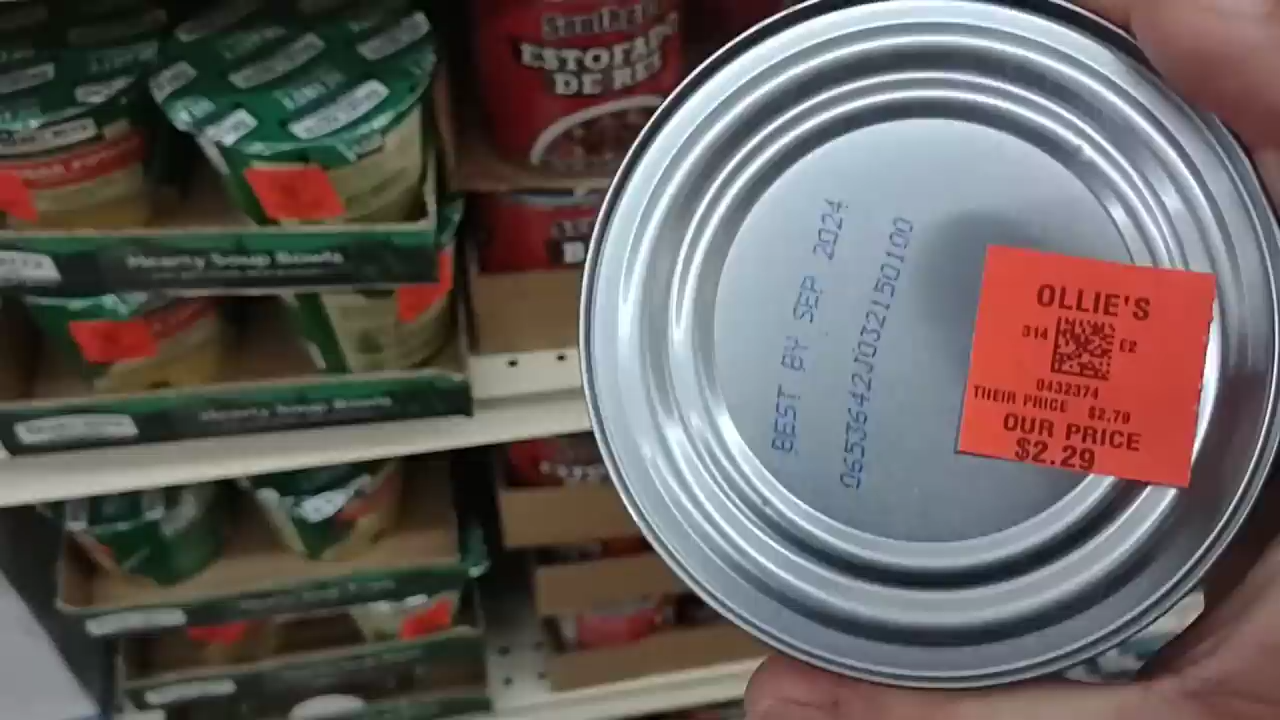 ESTOFADO
DE RES
Hearty Soup Bowls
Hearty Soup Bowls
BEST BY SEP 2024
0653642J032150100
OLLIE'S
314
E2
0432374
THEIR PRICE $2.79
OUR PRICE
$2.29